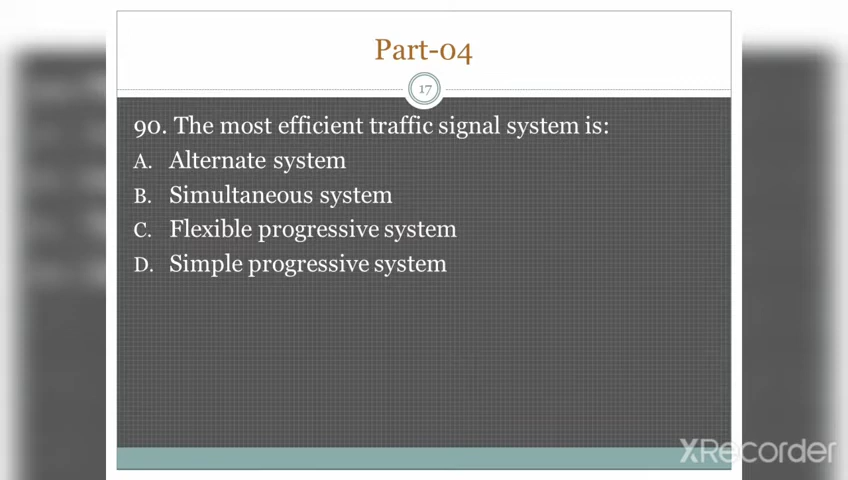 Part-04
17
90. The most efficient traffic signal system is:
A. Alternate system
B. Simultaneous system
C. Flexible progressive system
D. Simple progressive system
XRecorder